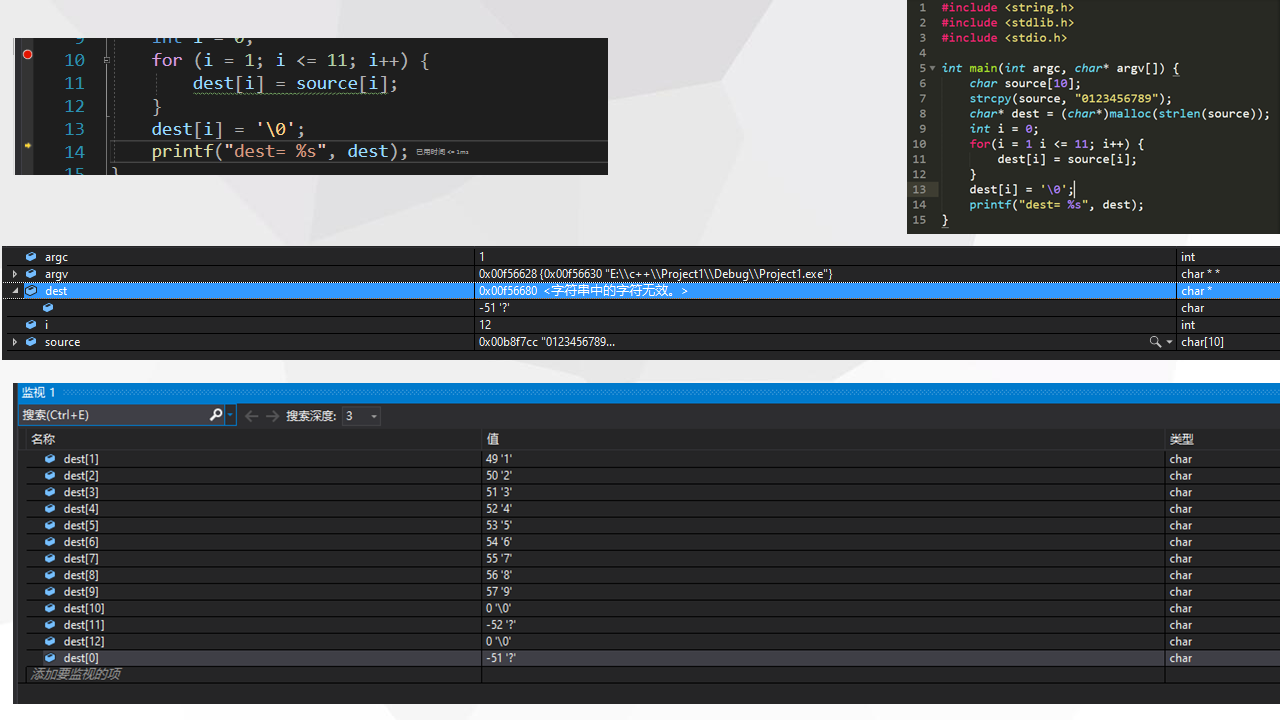 9 int i = 0;
10 for (i = 1; i <= 11; i++) {
11 dest[i] = source[i];
12 }
13 dest[i] = '\0';
14 printf("dest= %s", dest); 已用时间 <= 1ms
15 }
1 #include <string.h>
2 #include <stdlib.h>
3 #include <stdio.h>
4
5 int main(int argc, char* argv[]) {
6 char source[10];
7 strcpy(source, "0123456789");
8 char* dest = (char*)malloc(strlen(source));
9 int i = 0;
10 for(i = 1 i <= 11; i++) {
11 dest[i] = source[i];
12 }
13 dest[i] = '\0';
14 printf("dest= %s", dest);
15 }
argc 1 int
argv 0x00f56628 {0x00f56630 "E:\\c++\\Project1\\Debug\\Project1.exe"} char * *
dest 0x00f56680 <字符串中的字符无效。> char *
-51 '?' char
i 12 int
source 0x00b8f7cc "0123456789... char[10]
监视 1
搜索(Ctrl+E) 搜索深度: 3
名称 值 类型
dest[1] 49 '1' char
dest[2] 50 '2' char
dest[3] 51 '3' char
dest[4] 52 '4' char
dest[5] 53 '5' char
dest[6] 54 '6' char
dest[7] 55 '7' char
dest[8] 56 '8' char
dest[9] 57 '9' char
dest[10] 0 '\0' char
dest[11] -52 '?' char
dest[12] 0 '\0' char
dest[0] -51 '?' char
添加要监视的项